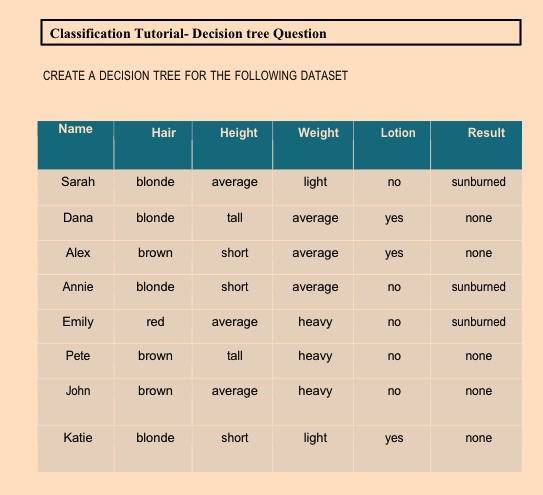 Classification Tutorial- Decision tree Question
CREATE A DECISION TREE FOR THE FOLLOWING DATASET
Name Hair Height Weight Lotion Result
Sarah blonde average light no sunburned
Dana blonde tall average yes none
Alex brown short average yes none
Annie blonde short average no sunburned
Emily red average heavy no sunburned
Pete brown tall heavy no none
John brown average heavy no none
Katie blonde short light yes none